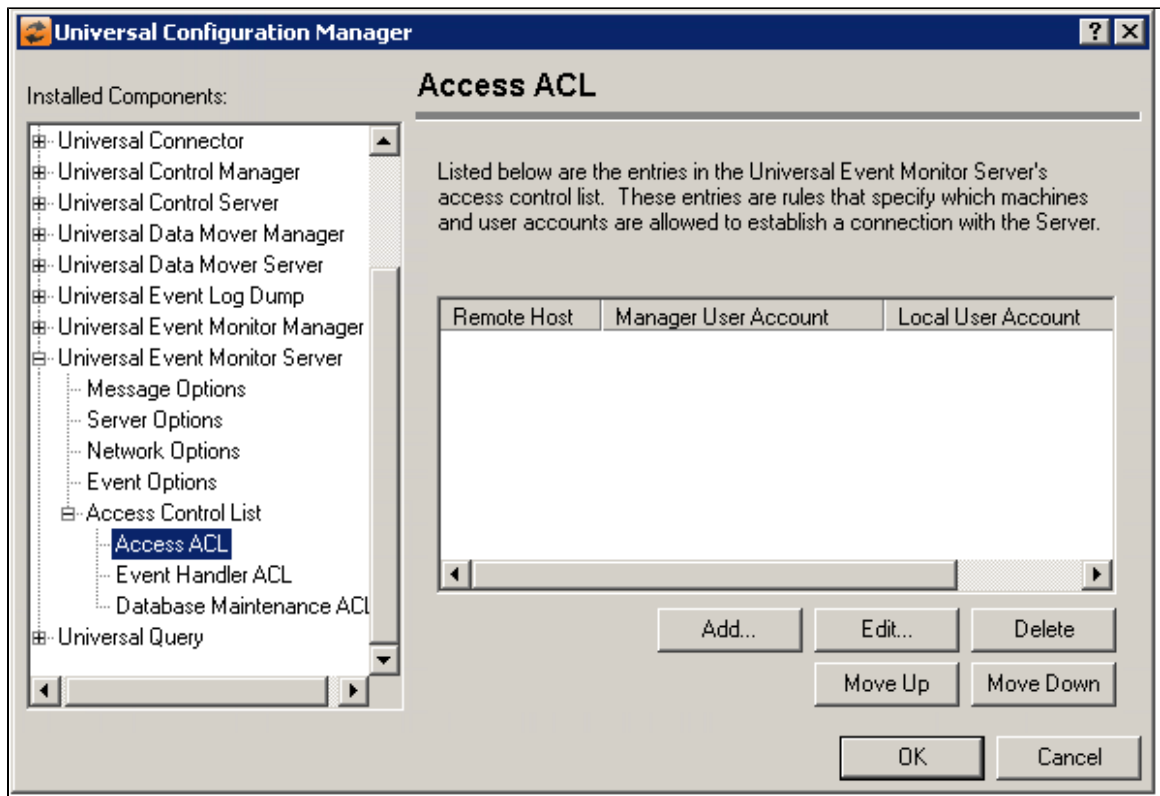 Universal Configuration Manager
Installed Components:
Universal Connector
Universal Control Manager
Universal Control Server
Universal Data Mover Manager
Universal Data Mover Server
Universal Event Log Dump
Universal Event Monitor Manager
Universal Event Monitor Server
Message Options
Server Options
Network Options
Event Options
Access Control List
Access ACL
Event Handler ACL
Database Maintenance ACL
Universal Query
Access ACL
Listed below are the entries in the Universal Event Monitor Server's
access control list. These entries are rules that specify which machines
and user accounts are allowed to establish a connection with the Server.
Remote Host Manager User Account Local User Account
Add... Edit... Delete
Move Up Move Down
OK Cancel